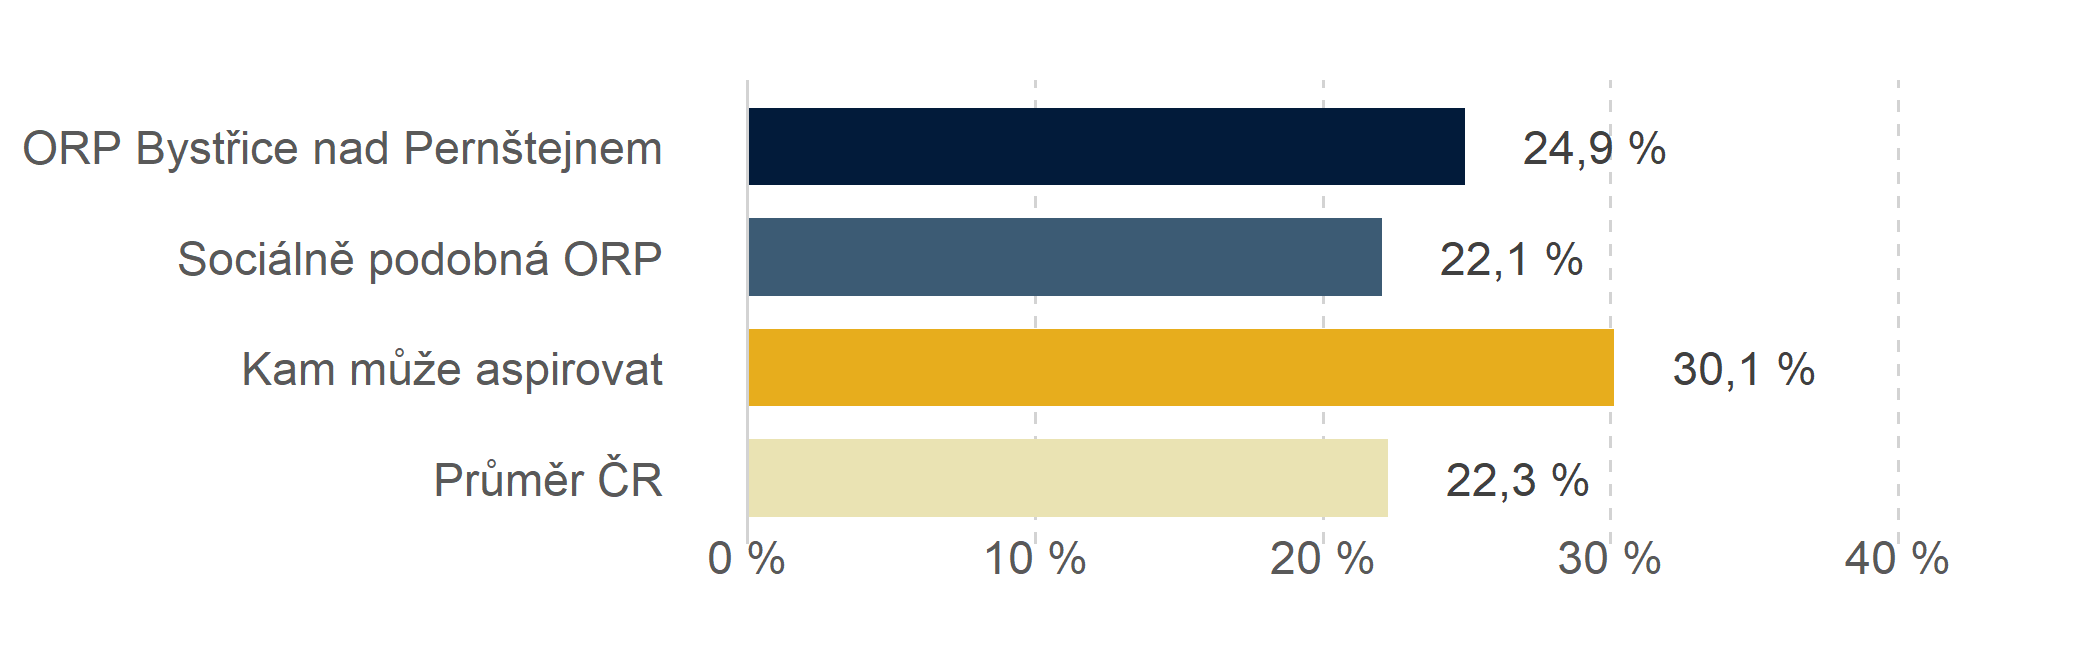 ORP Bystřice nad Pernštejnem 24,9 %
Sociálně podobná ORP 22,1 %
Kam může aspirovat 30,1 %
Průměr ČR 22,3 %
0 % 10 % 20 % 30 % 40 %